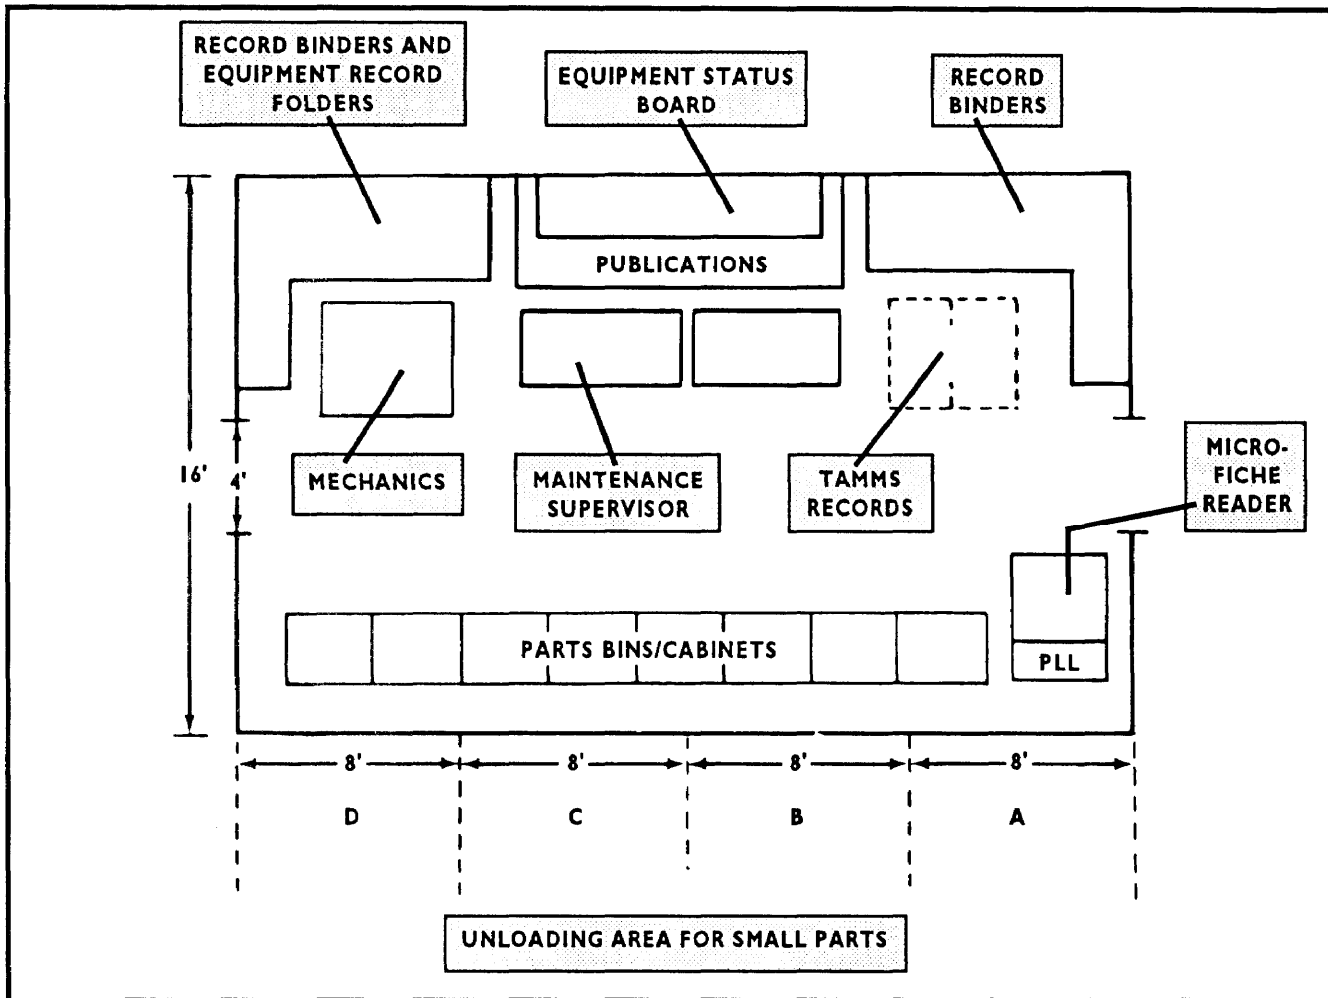 RECORD BINDERS AND
EQUIPMENT RECORD
FOLDERS
EQUIPMENT STATUS
BOARD
RECORD
BINDERS
PUBLICATIONS
16'
4'
MECHANICS
MAINTENANCE
SUPERVISOR
TAMMS
RECORDS
MICRO-
FICHE
READER
PARTS BINS/CABINETS
PLL
8'
8'
8'
8'
D
C
B
A
UNLOADING AREA FOR SMALL PARTS